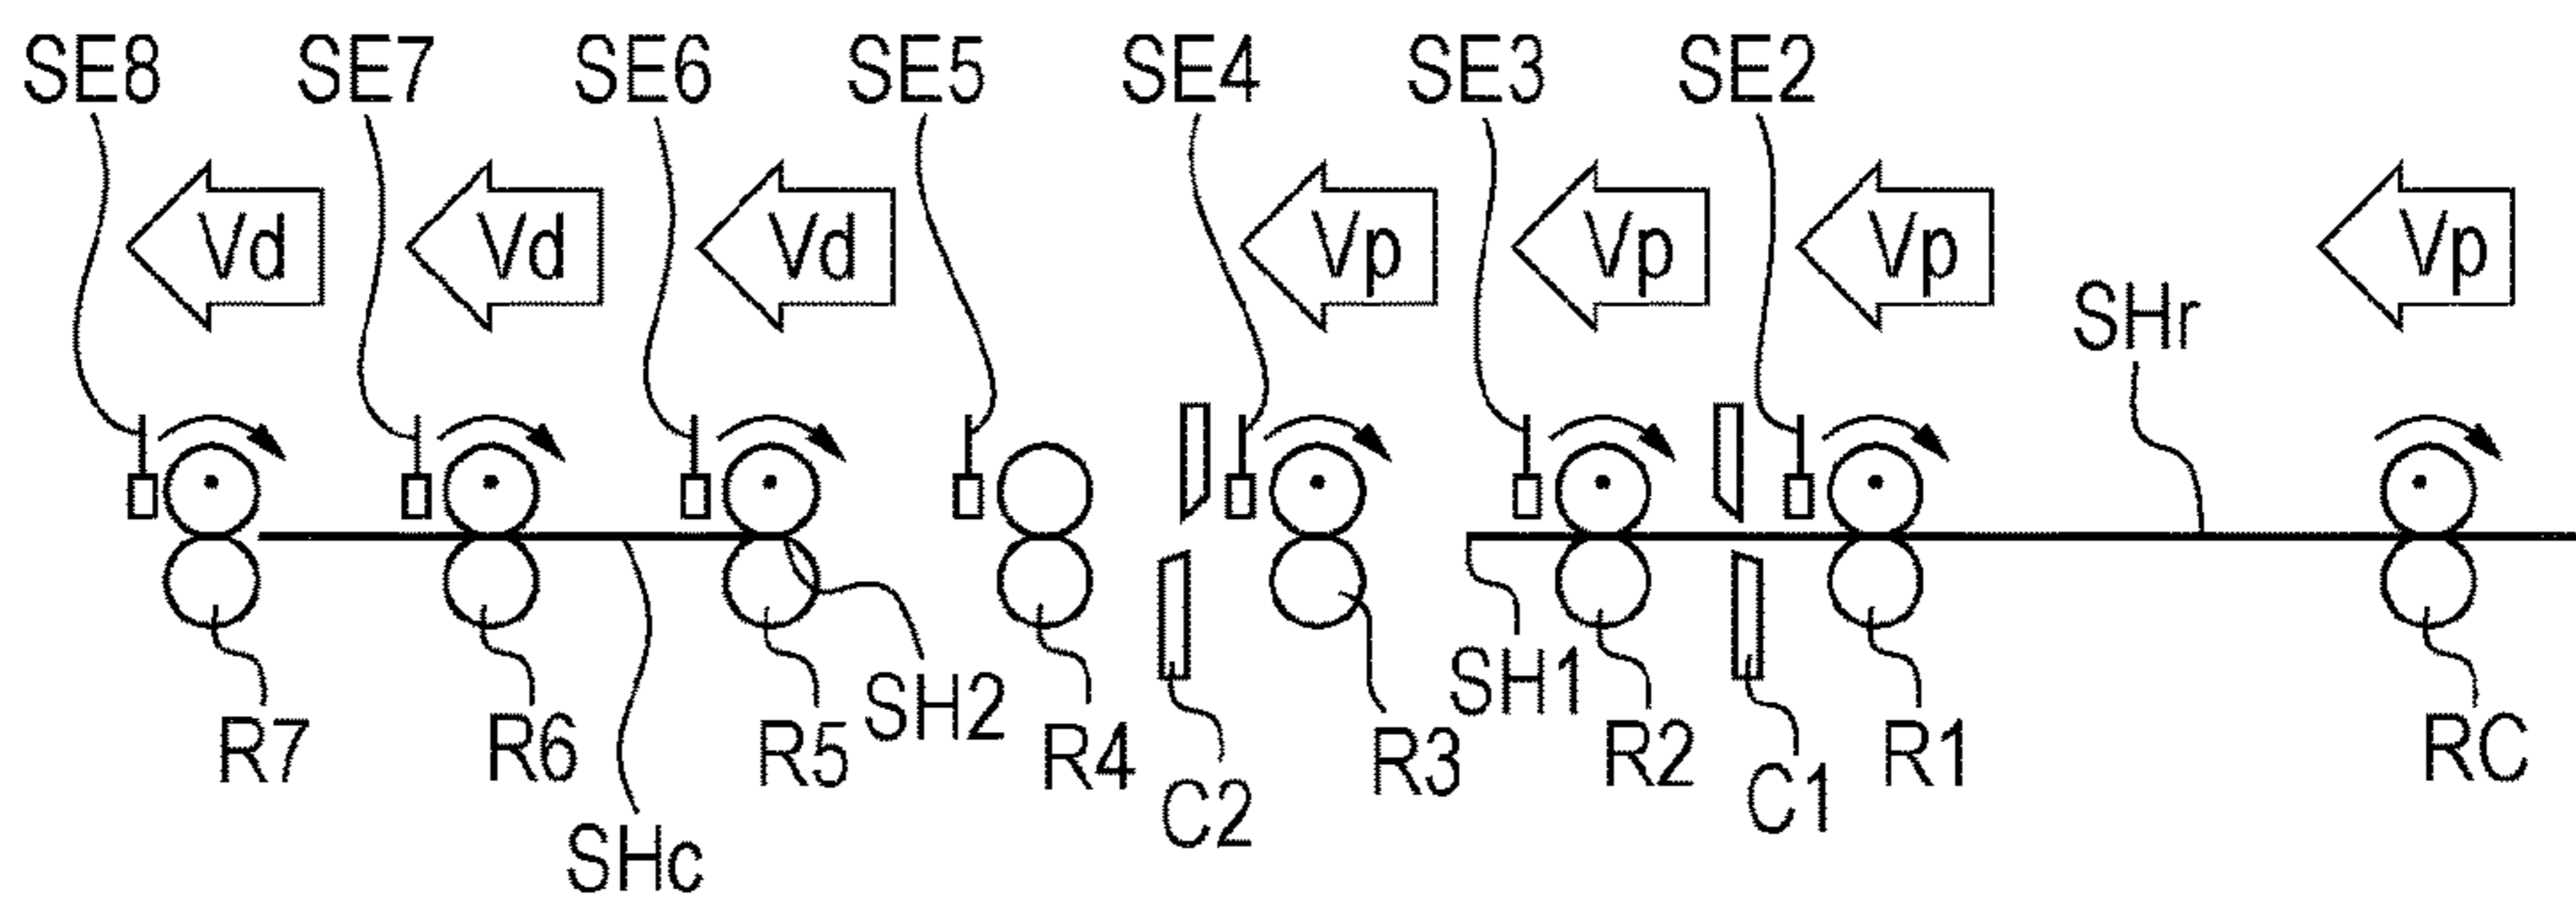 SE8 SE7 SE6 SE5 SE4 SE3 SE2
Vd Vd Vd Vp Vp Vp Vp
SHr
SH1
SH2
R7 R6 R5 R4 R3 R2 R1 RC
C2 C1
SHc